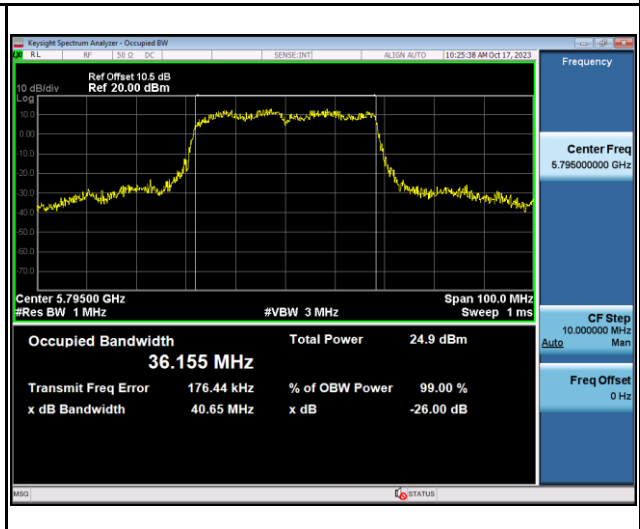 Keysight Spectrum Analyzer - Occupied BW
RL RF 50 Ω DC SENSE:INT ALIGN AUTO 10:25:38 AM Oct 17, 2023
Frequency
Ref Offset 10.5 dB
10 dB/div Ref 20.00 dBm
Log
10.0
0.00
-10.0
-20.0
-30.0
-40.0
-50.0
-60.0
-70.0
Center 5.79500 GHz Span 100.0 MHz
#Res BW 1 MHz #VBW 3 MHz Sweep 1 ms
Occupied Bandwidth Total Power 24.9 dBm
36.155 MHz
Transmit Freq Error 176.44 kHz % of OBW Power 99.00 %
x dB Bandwidth 40.65 MHz x dB -26.00 dB
Center Freq
5.795000000 GHz
CF Step
10.000000 MHz
Auto Man
Freq Offset
0 Hz
MSG STATUS